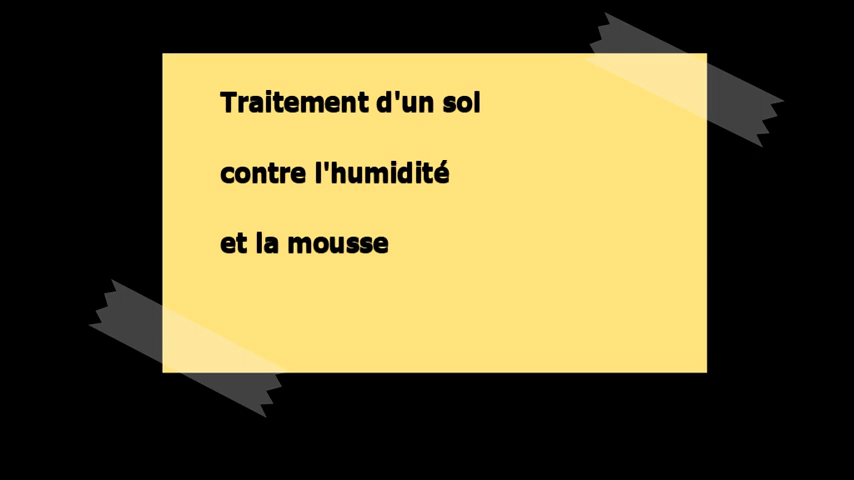 Traitement d'un sol
contre l'humidité
et la mousse